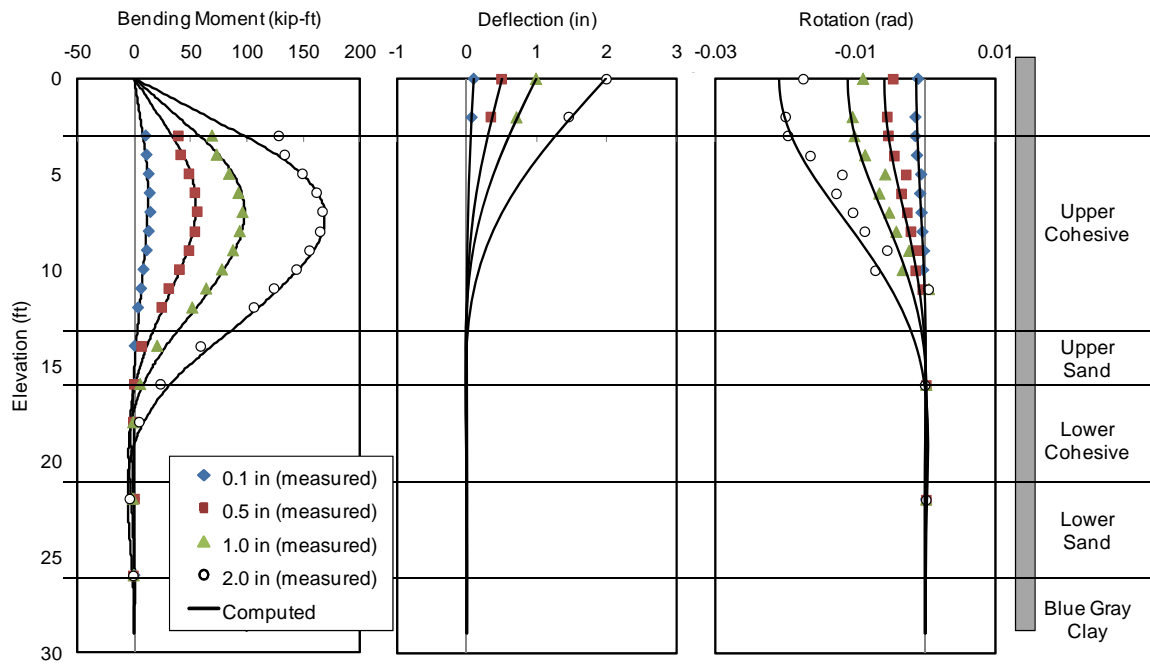 Bending Moment (kip-ft)
Deflection (in)
Rotation (rad)
-50 0 50 100 150 200
-1 0 1 2 3
-0.03 -0.01 0.01
Elevation (ft)
0
5
10
15
20
25
30
0.1 in (measured)
0.5 in (measured)
1.0 in (measured)
2.0 in (measured)
Computed
Upper
Cohesive
Upper
Sand
Lower
Cohesive
Lower
Sand
Blue Gray
Clay